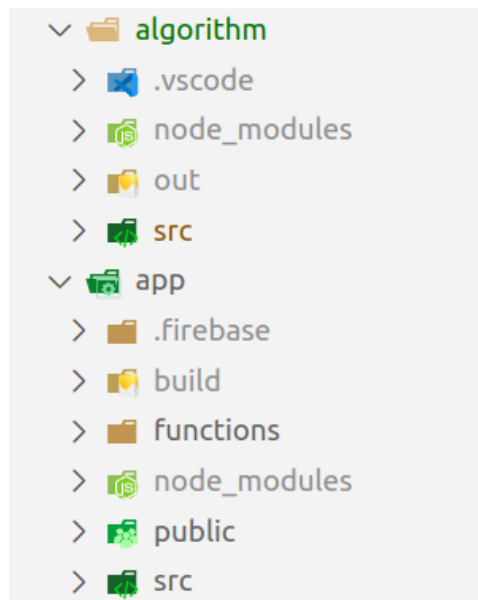 algorithm
.vscode
node_modules
out
src
app
.firebase
build
functions
node_modules
public
src